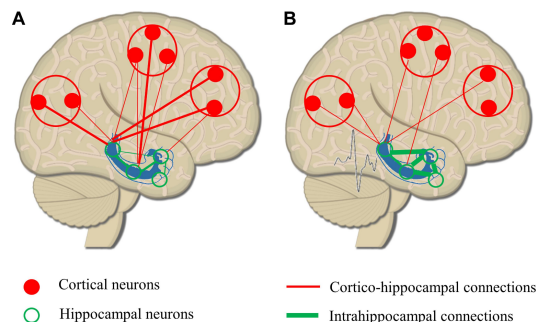 A
B
Cortical neurons
Cortico-hippocampal connections
Hippocampal neurons
Intrahippocampal connections